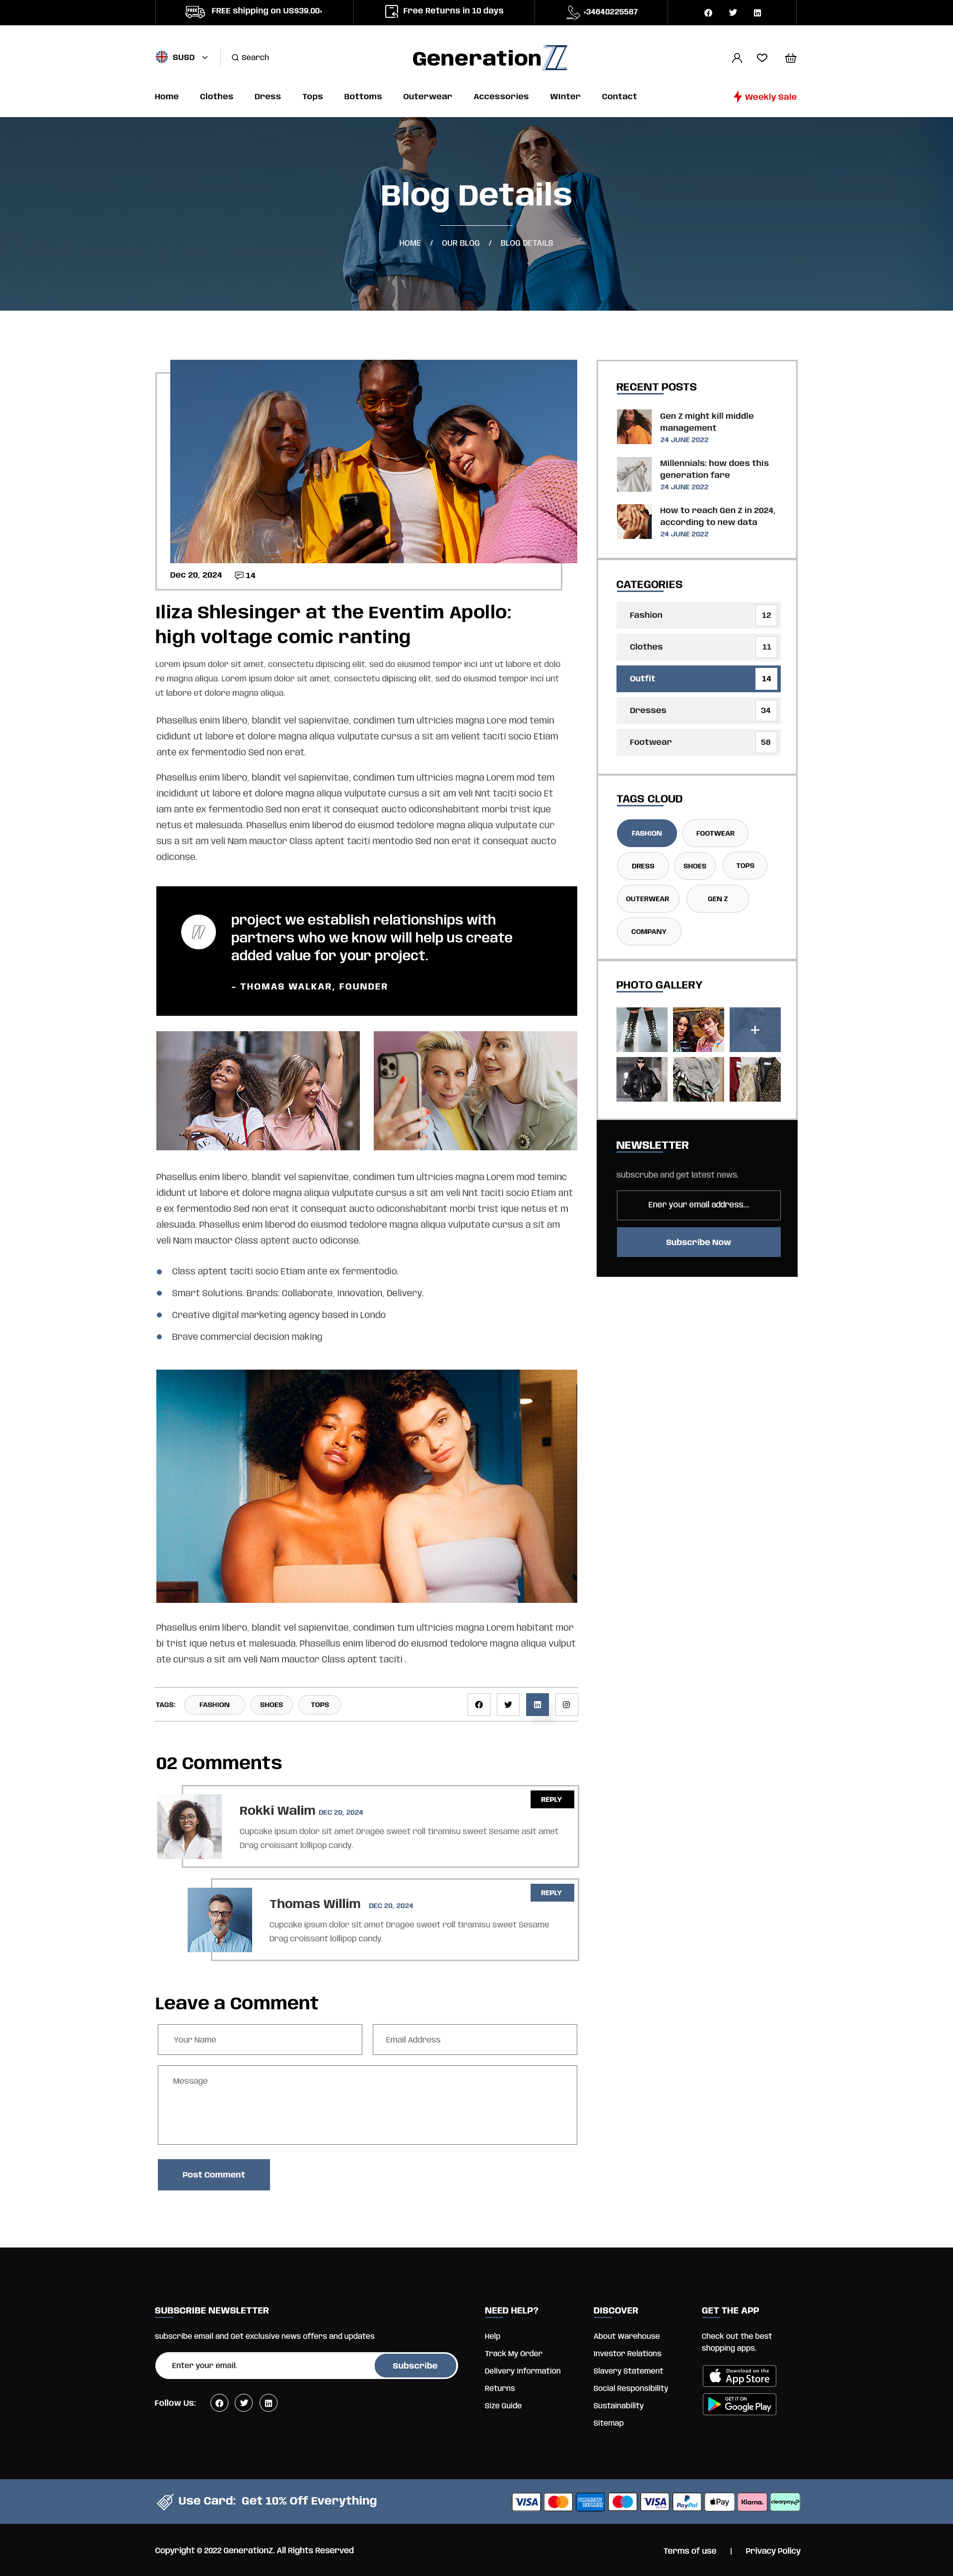 FREE shipping on US$39.00+
Free Returns in 10 days
+34640225587
$USD
Search
GenerationZ
Home
Clothes
Dress
Tops
Bottoms
Outerwear
Accessories
Winter
Contact
Weekly Sale
Blog Details
HOME / OUR BLOG / BLOG DETAILS
Dec 20, 2024
14
Iliza Shlesinger at the Eventim Apollo:
high voltage comic ranting
Lorem ipsum dolor sit amet, consectetu dipiscing elit, sed do eiusmod tempor inci unt ut labore et dolo
re magna aliqua. Lorem ipsum dolor sit amet, consectetu dipiscing elit, sed do eiusmod tempor inci unt
ut labore et dolore magna aliqua.
Phasellus enim libero, blandit vel sapienvitae, condimen tum ultricies magna Lore mod temin
cididunt ut labore et dolore magna aliqua vulputate cursus a sit am velient taciti socio Etiam
ante ex fermentodio Sed non erat.
Phasellus enim libero, blandit vel sapienvitae, condimen tum ultricies magna Lorem mod tem
incididunt ut labore et dolore magna aliqua vulputate cursus a sit am veli Nnt taciti socio Et
iam ante ex fermentodio Sed non erat it consequat aucto odiconshabitant morbi trist ique
netus et malesuada. Phasellus enim liberod do eiusmod tedolore magna aliqua vulputate cur
sus a sit am veli Nam mauctor Class aptent taciti mentodio Sed non erat it consequat aucto
odiconse.
project we establish relationships with
partners who we know will help us create
added value for your project.
- THOMAS WALKAR, FOUNDER
Phasellus enim libero, blandit vel sapienvitae, condimen tum ultricies magna Lorem mod teminc
ididunt ut labore et dolore magna aliqua vulputate cursus a sit am veli Nnt taciti socio Etiam ant
e ex fermentodio Sed non erat it consequat aucto odiconshabitant morbi trist ique netus et m
alesuada. Phasellus enim liberod do eiusmod tedolore magna aliqua vulputate cursus a sit am
veli Nam mauctor Class aptent aucto odiconse.
Class aptent taciti socio Etiam ante ex fermentodio.
Smart Solutions. Brands: Collaborate, Innovation, Delivery.
Creative digital marketing agency based in Londo
Brave commercial decision making
Phasellus enim libero, blandit vel sapienvitae, condimen tum ultricies magna Lorem habitant mor
bi trist ique netus et malesuada. Phasellus enim liberod do eiusmod tedolore magna aliqua vulput
ate cursus a sit am veli Nam mauctor Class aptent taciti .
TAGS:
FASHION
SHOES
TOPS
02 Comments
REPLY
Rokki Walim DEC 20, 2024
Cupcake ipsum dolor sit amet Dragee sweet roll tiramisu sweet Sesame asit amet
Drag croissant lollipop candy.
REPLY
Thomas Willim DEC 20, 2024
Cupcake ipsum dolor sit amet Dragee sweet roll tiramisu sweet Sesame
Drag croissant lollipop candy.
Leave a Comment
Your Name
Email Address
Message
Post Comment
RECENT POSTS
Gen Z might kill middle
management
24 JUNE 2022
Millennials: how does this
generation fare
24 JUNE 2022
How to reach Gen Z in 2024,
according to new data
24 JUNE 2022
CATEGORIES
Fashion 12
Clothes 11
Outfit 14
Dresses 34
Footwear 58
TAGS CLOUD
FASHION
FOOTWEAR
DRESS
SHOES
TOPS
OUTERWEAR
GEN Z
COMPANY
PHOTO GALLERY
NEWSLETTER
subscrube and get latest news.
Ener your email address...
Subscribe Now
SUBSCRIBE NEWSLETTER
subscribe email and Get exclusive news offers and updates
Enter your email.
Subscribe
Follow Us:
NEED HELP?
Help
Track My Order
Delivery Information
Returns
Size Guide
DISCOVER
About Warehouse
Investor Relations
Slavery Statement
Social Responsibility
Sustainability
Sitemap
GET THE APP
Check out the best
shopping apps.
Download on the
App Store
GET IT ON
Google Play
Use Card: Get 10% Off Everything
VISA
AMERICAN EXPRESS
VISA
PayPal
Pay
Klarna.
clearpay
Copyright © 2022 GenerationZ. All Rights Reserved
Terms of use | Privacy Policy